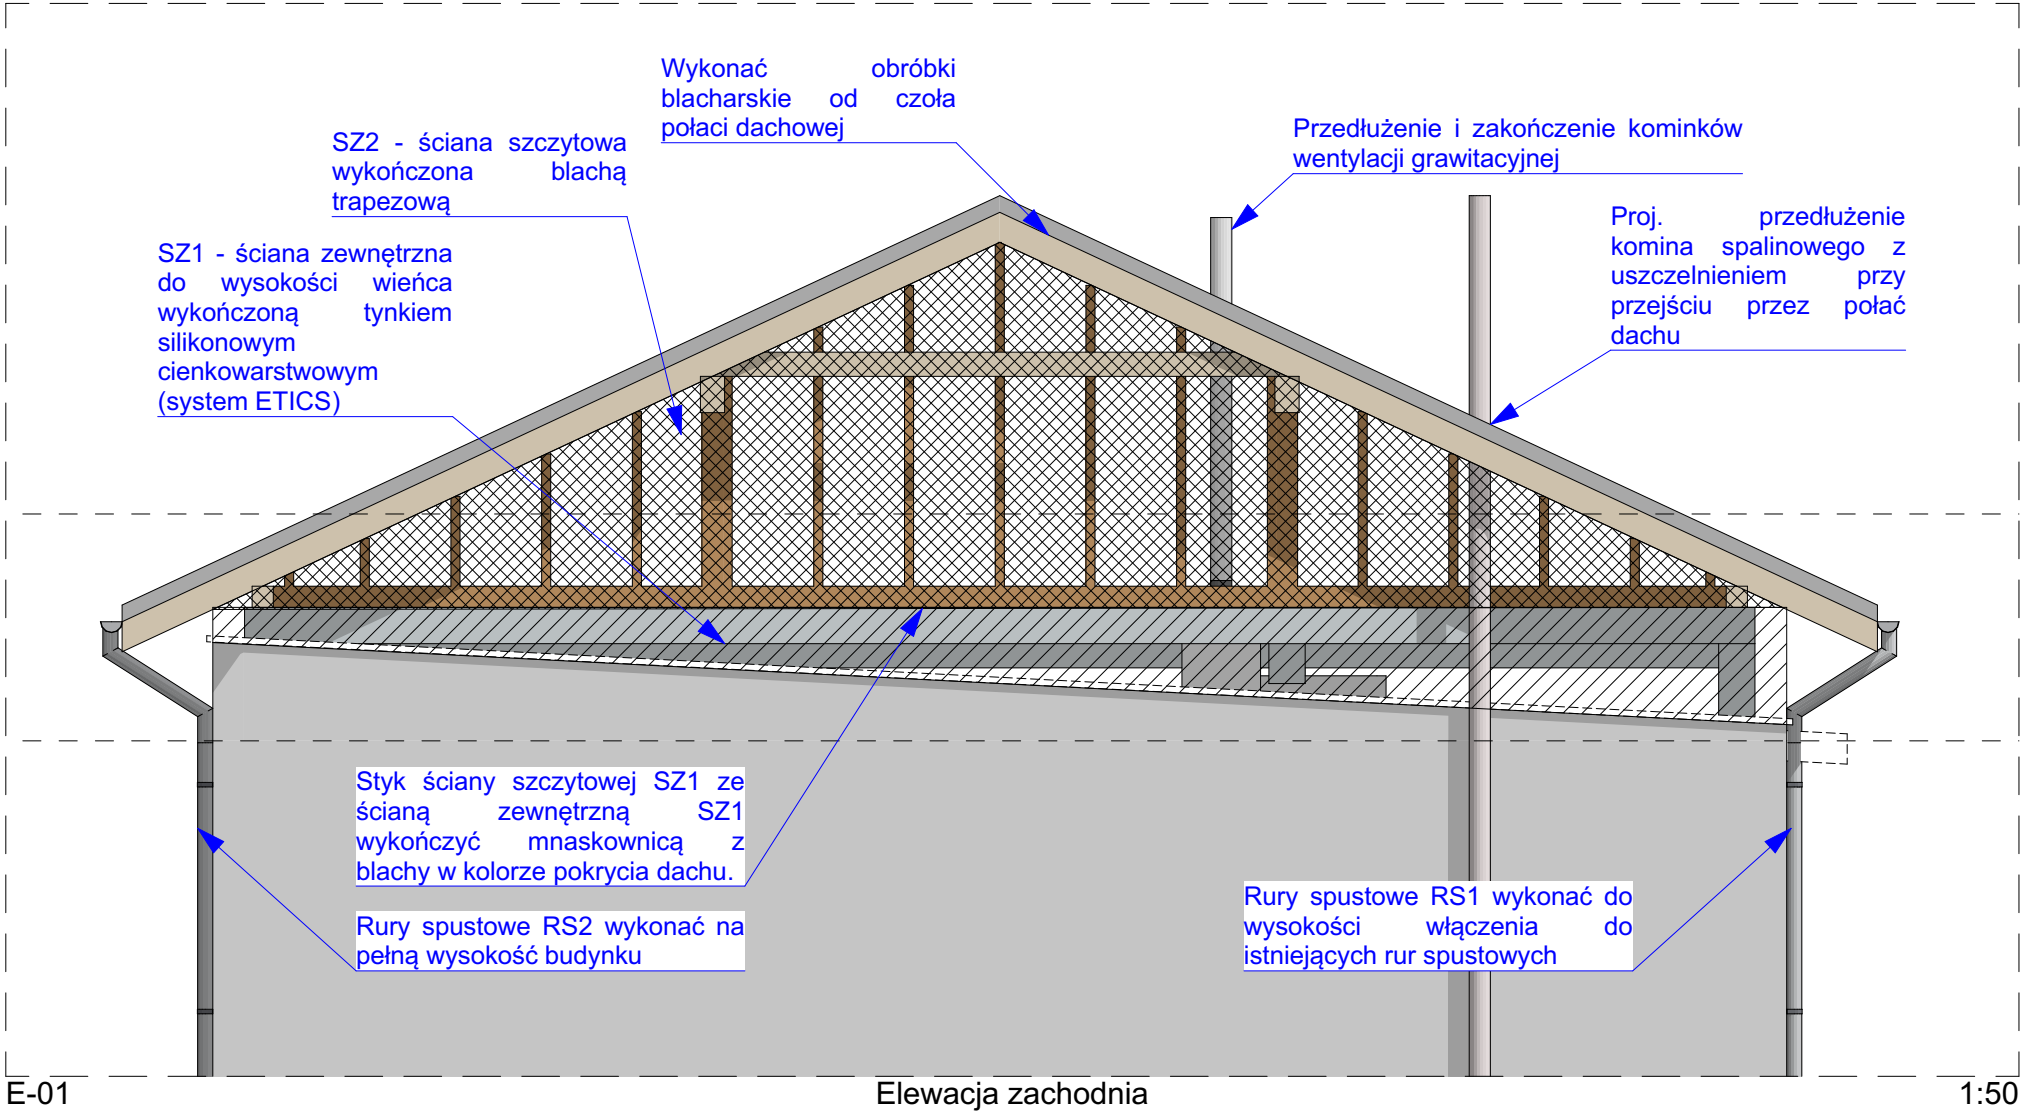 Wykonać obróbki
blacharskie od czoła
połaci dachowej
Przedłużenie i zakończenie kominków
wentylacji grawitacyjnej
SZ2 - ściana szczytowa
wykończona blachą
trapezową
Proj. przedłużenie
komina spalinowego z
uszczelnieniem przy
przejściu przez połać
dachu
SZ1 - ściana zewnętrzna
do wysokości wieńca
wykończoną tynkiem
silikonowym
cienkowarstwowym
(system ETICS)
Styk ściany szczytowej SZ1 ze
ścianą zewnętrzną SZ1
wykończyć mnaskownicą z
blachy w kolorze pokrycia dachu.
Rury spustowe RS2 wykonać na
pełną wysokość budynku
Rury spustowe RS1 wykonać do
wysokości włączenia do
istniejących rur spustowych
E-01
Elewacja zachodnia
1:50